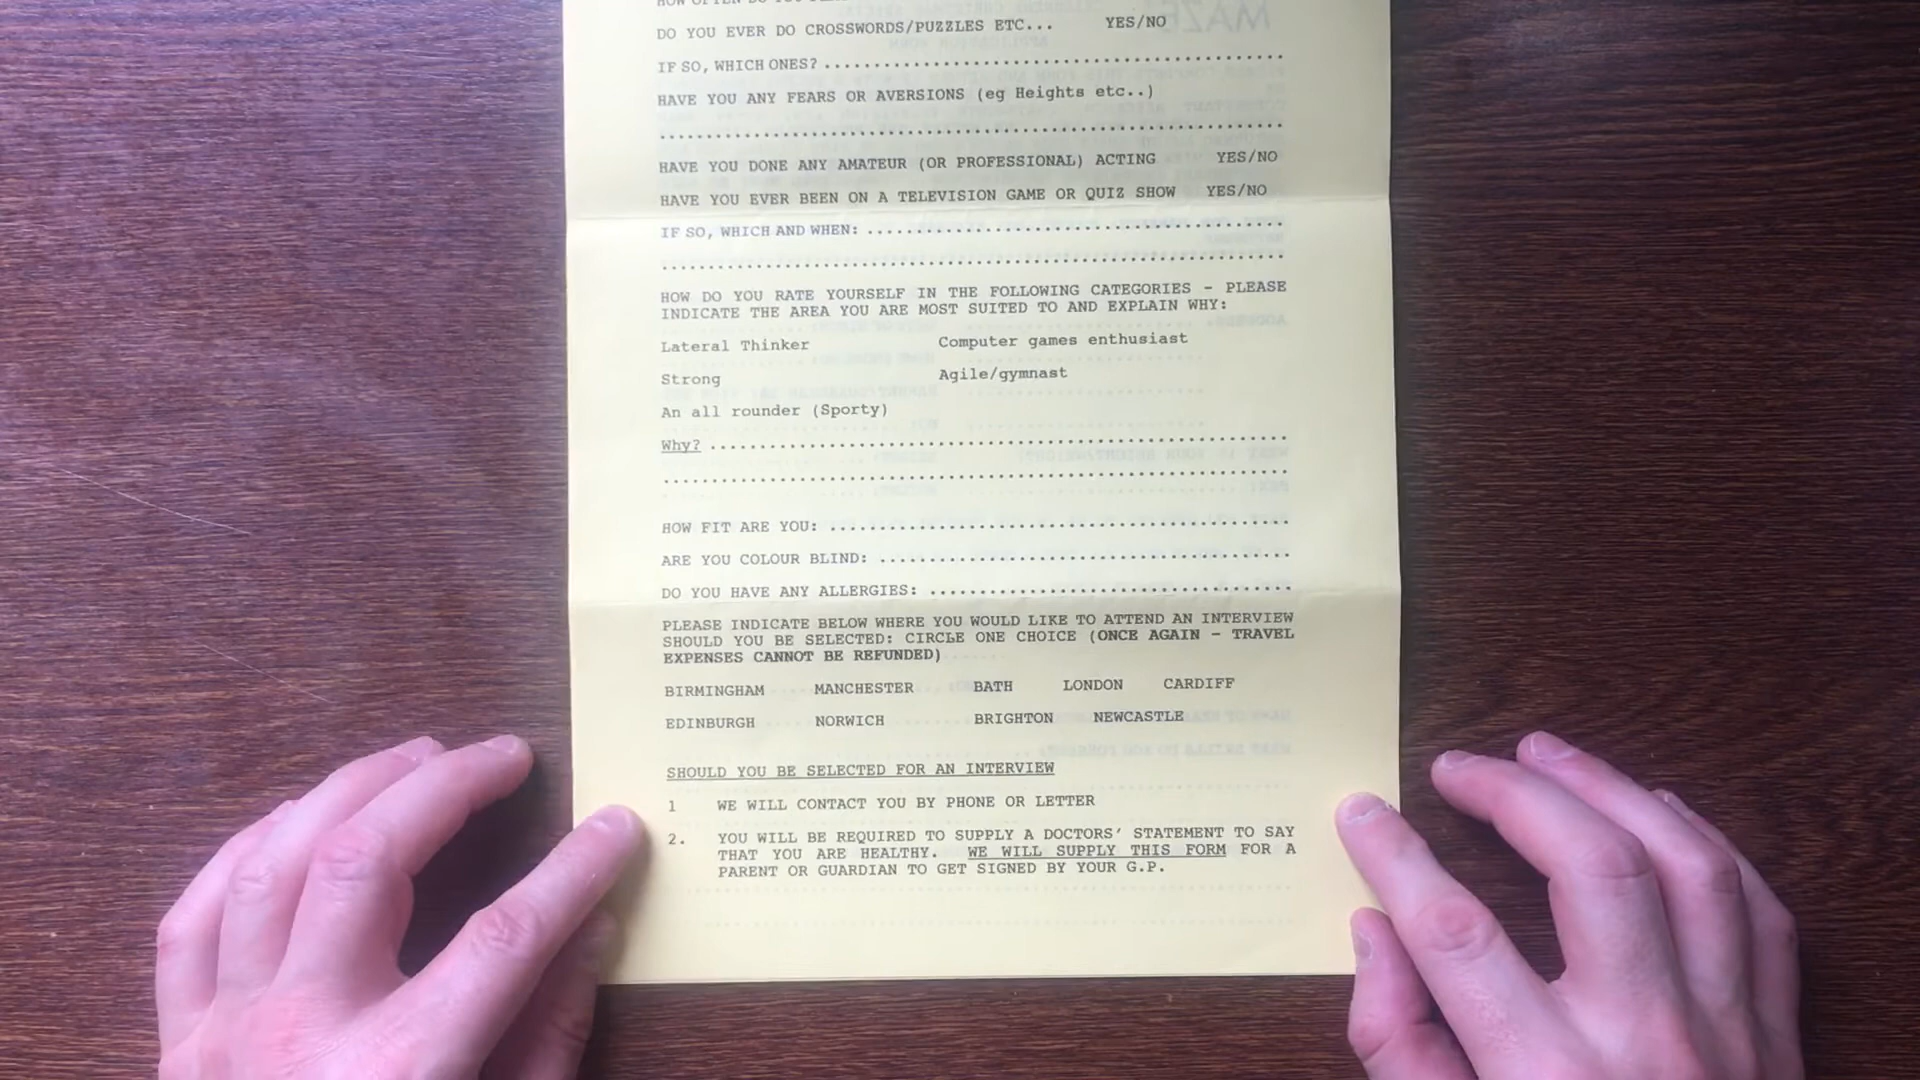 DO YOU EVER DO CROSSWORDS/PUZZLES ETC... YES/NO
IF SO, WHICH ONES? ..............................................
HAVE YOU ANY FEARS OR AVERSIONS (eg Heights etc..)
...............................................................
HAVE YOU DONE ANY AMATEUR (OR PROFESSIONAL) ACTING YES/NO
HAVE YOU EVER BEEN ON A TELEVISION GAME OR QUIZ SHOW YES/NO
IF SO, WHICH AND WHEN: ..........................................
...............................................................
HOW DO YOU RATE YOURSELF IN THE FOLLOWING CATEGORIES - PLEASE
INDICATE THE AREA YOU ARE MOST SUITED TO AND EXPLAIN WHY:
Lateral Thinker Computer games enthusiast
Strong Agile/gymnast
An all rounder (Sporty)
Why? ..........................................................
...............................................................
HOW FIT ARE YOU: ..............................................
ARE YOU COLOUR BLIND: .........................................
DO YOU HAVE ANY ALLERGIES: ....................................
PLEASE INDICATE BELOW WHERE YOU WOULD LIKE TO ATTEND AN INTERVIEW
SHOULD YOU BE SELECTED: CIRCLE ONE CHOICE (ONCE AGAIN - TRAVEL
EXPENSES CANNOT BE REFUNDED)
BIRMINGHAM MANCHESTER BATH LONDON CARDIFF
EDINBURGH NORWICH BRIGHTON NEWCASTLE
SHOULD YOU BE SELECTED FOR AN INTERVIEW
1 WE WILL CONTACT YOU BY PHONE OR LETTER
2. YOU WILL BE REQUIRED TO SUPPLY A DOCTORS' STATEMENT TO SAY
THAT YOU ARE HEALTHY. WE WILL SUPPLY THIS FORM FOR A
PARENT OR GUARDIAN TO GET SIGNED BY YOUR G.P.